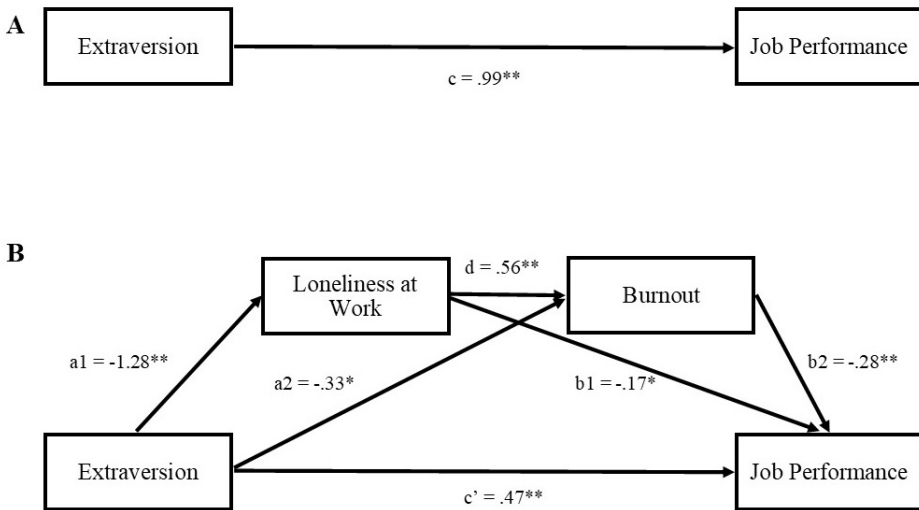 A
Extraversion
Job Performance
c = .99**
B
Loneliness at
Work
d = .56**
Burnout
a1 = -1.28**
a2 = -.33*
b1 = -.17*
b2 = -.28**
Extraversion
Job Performance
c’ = .47**